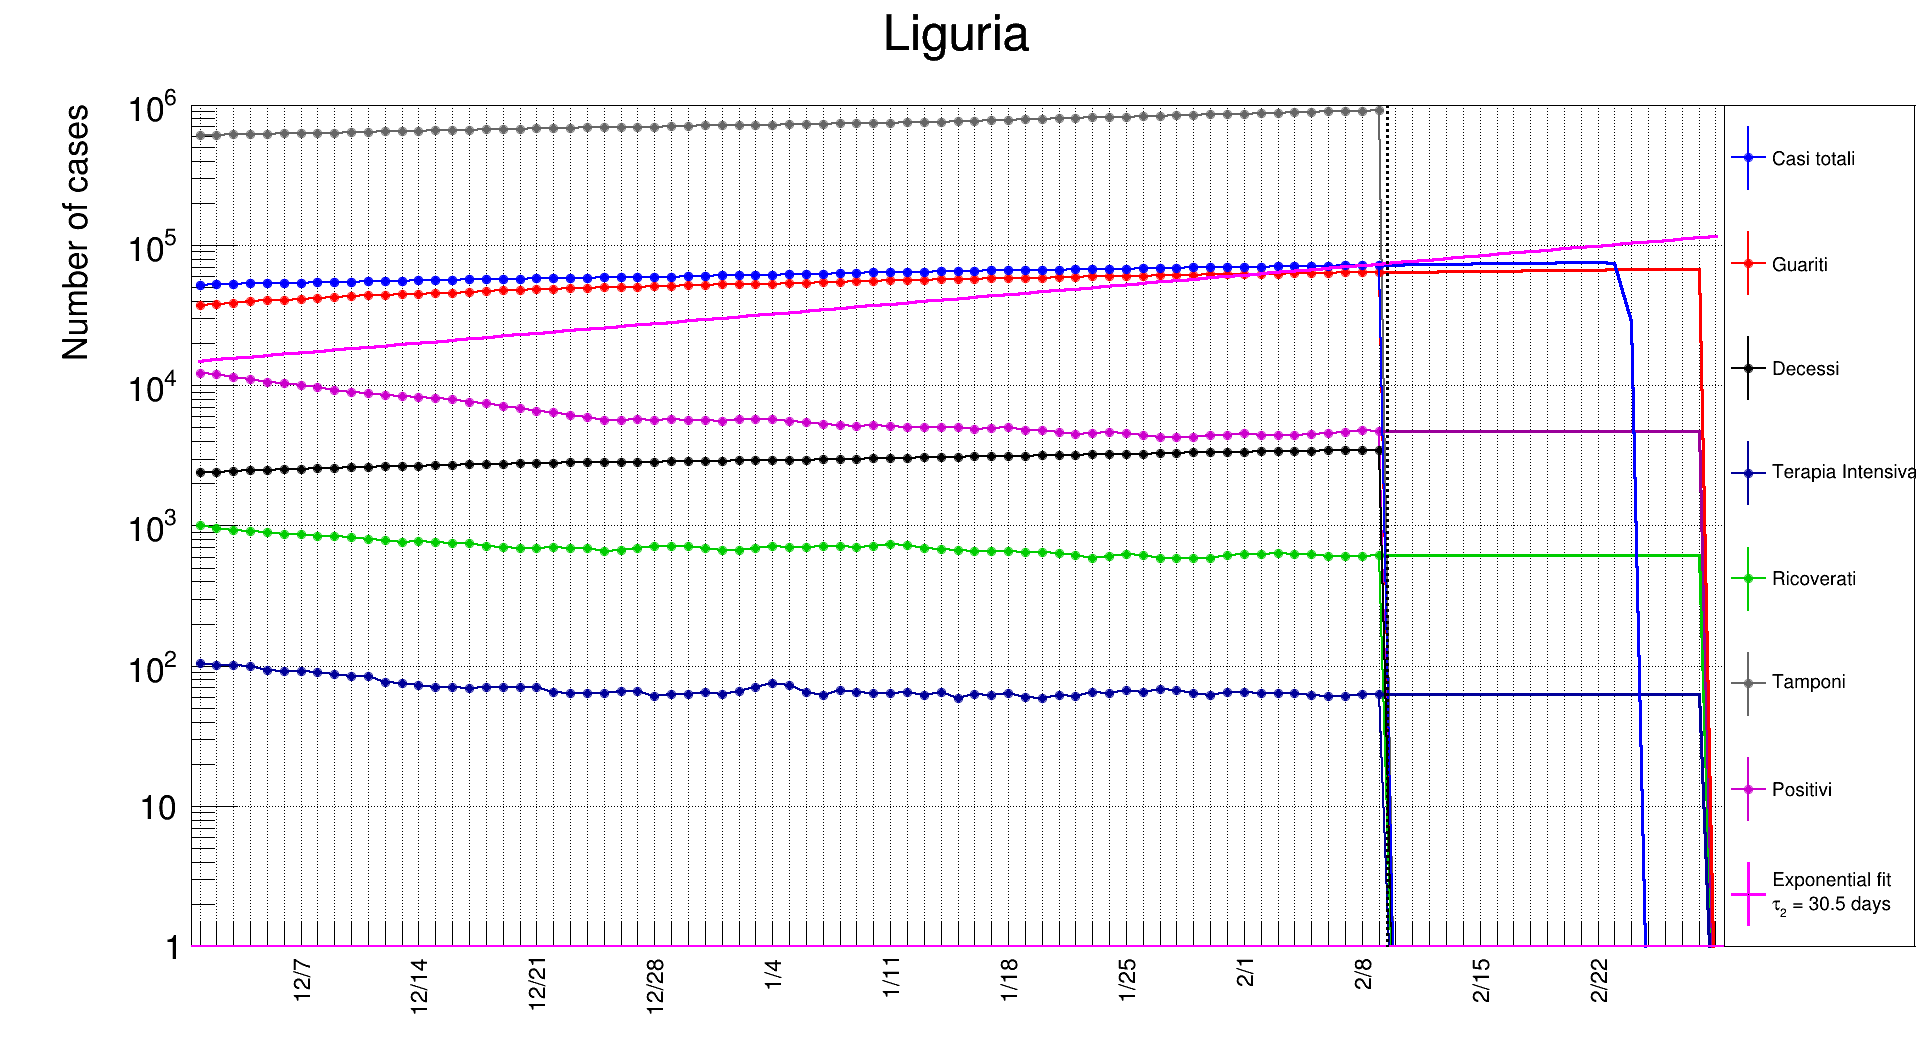 Liguria
Number of cases
10^6
10^5
10^4
10^3
10^2
10
1
12/7
12/14
12/21
12/28
1/4
1/11
1/18
1/25
2/1
2/8
2/15
2/22
Casi totali
Guariti
Decessi
Terapia Intensiva
Ricoverati
Tamponi
Positivi
Exponential fit
τ₂ = 30.5 days